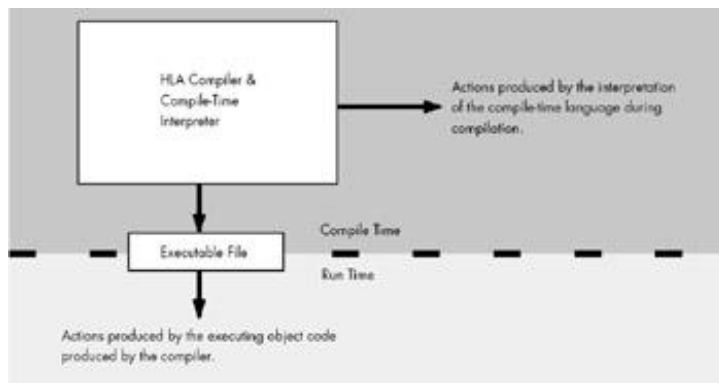 HLA Compiler &
Compile-Time
Interpreter
Actions produced by the interpretation
of the compile-time language during
compilation.
Compile Time
Executable File
Run Time
Actions produced by the executing object code
produced by the compiler.